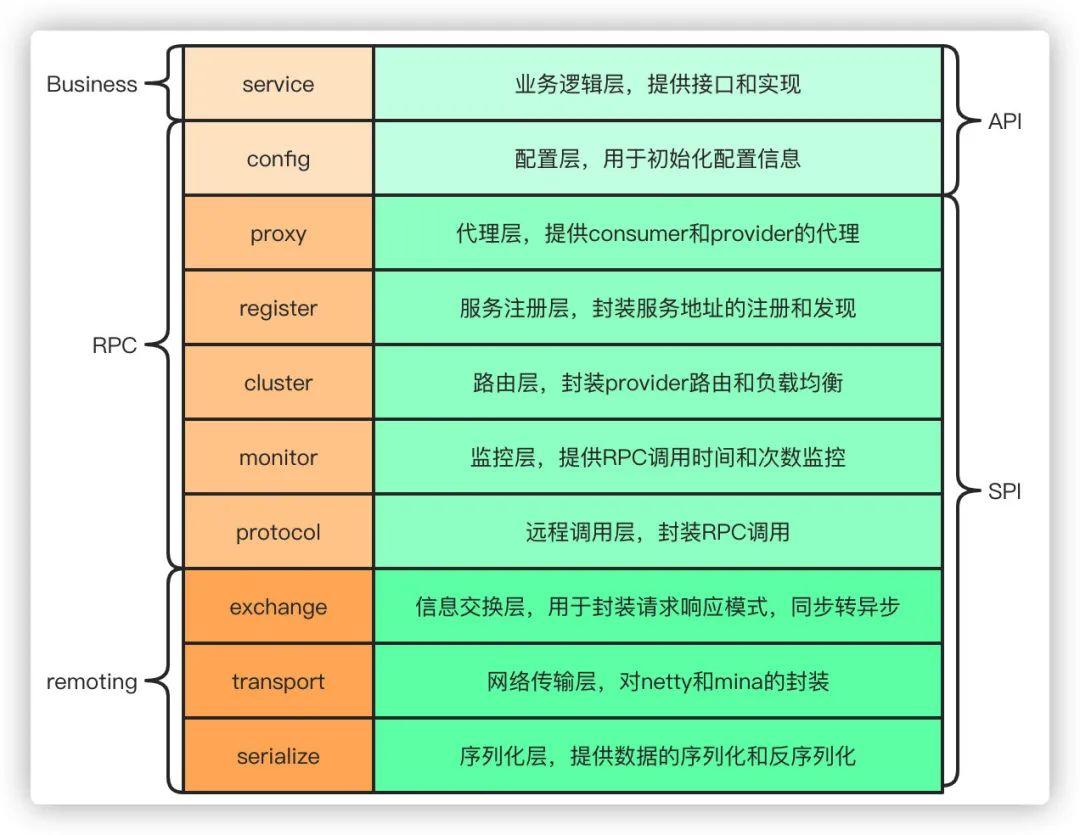 Business
service
业务逻辑层，提供接口和实现
API
config
配置层，用于初始化配置信息
RPC
proxy
代理层，提供consumer和provider的代理
register
服务注册层，封装服务地址的注册和发现
cluster
路由层，封装provider路由和负载均衡
monitor
监控层，提供RPC调用时间和次数监控
SPI
protocol
远程调用层，封装RPC调用
remoting
exchange
信息交换层，用于封装请求响应模式，同步转异步
transport
网络传输层，对netty和mina的封装
serialize
序列化层，提供数据的序列化和反序列化